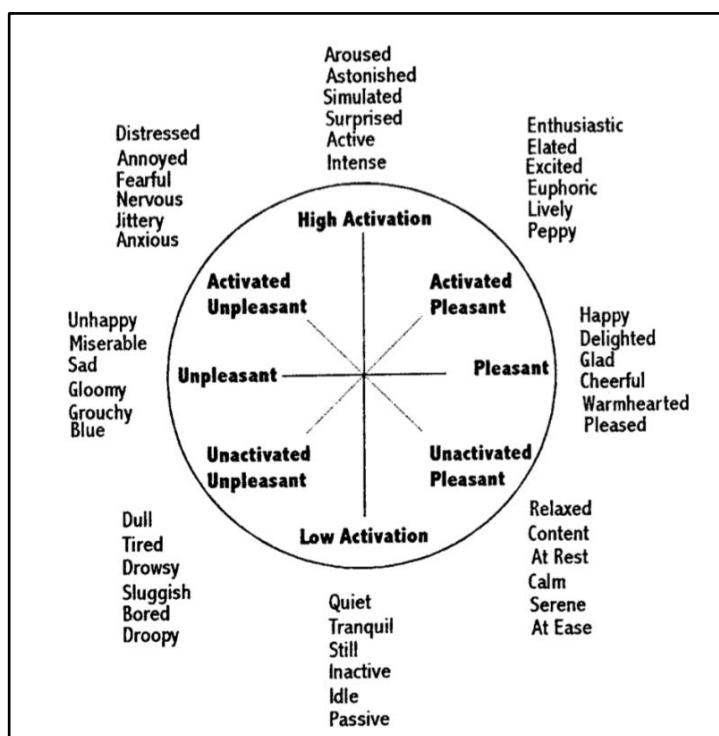 Aroused
Astonished
Simulated
Surprised
Active
Intense
Distressed
Annoyed
Fearful
Nervous
Jittery
Anxious
Enthusiastic
Elated
Excited
Euphoric
Lively
Peppy
High Activation
Activated
Unpleasant
Activated
Pleasant
Unhappy
Miserable
Sad
Gloomy
Grouchy
Blue
Unpleasant
Pleasant
Happy
Delighted
Glad
Cheerful
Warmhearted
Pleased
Unactivated
Unpleasant
Unactivated
Pleasant
Low Activation
Dull
Tired
Drowsy
Sluggish
Bored
Droopy
Quiet
Tranquil
Still
Inactive
Idle
Passive
Relaxed
Content
At Rest
Calm
Serene
At Ease